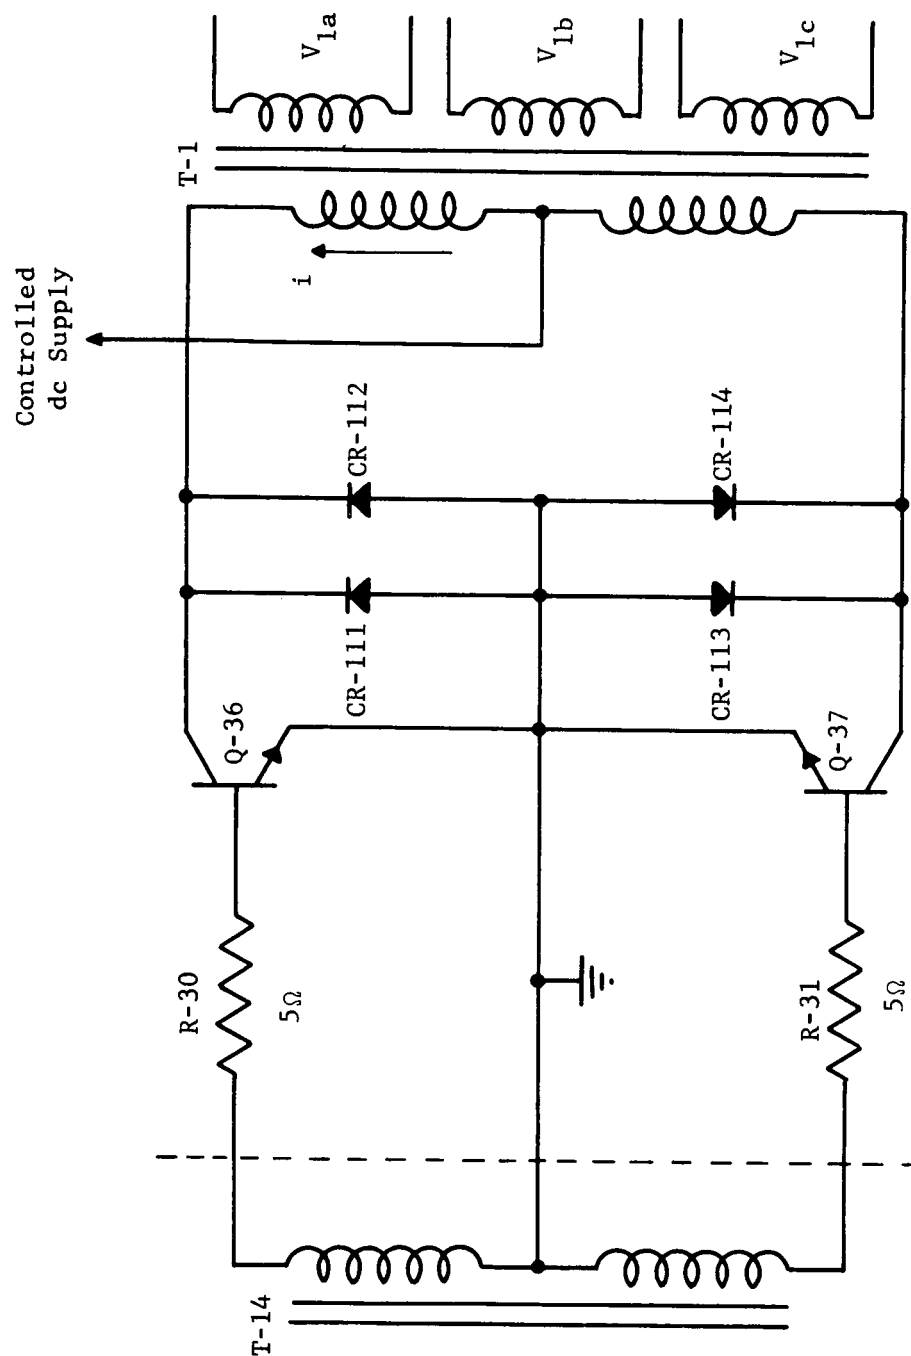 Controlled
dc Supply
T-1
V1a
V1b
V1c
i
CR-112
CR-114
CR-111
CR-113
Q-36
Q-37
R-30
5Ω
R-31
5Ω
T-14